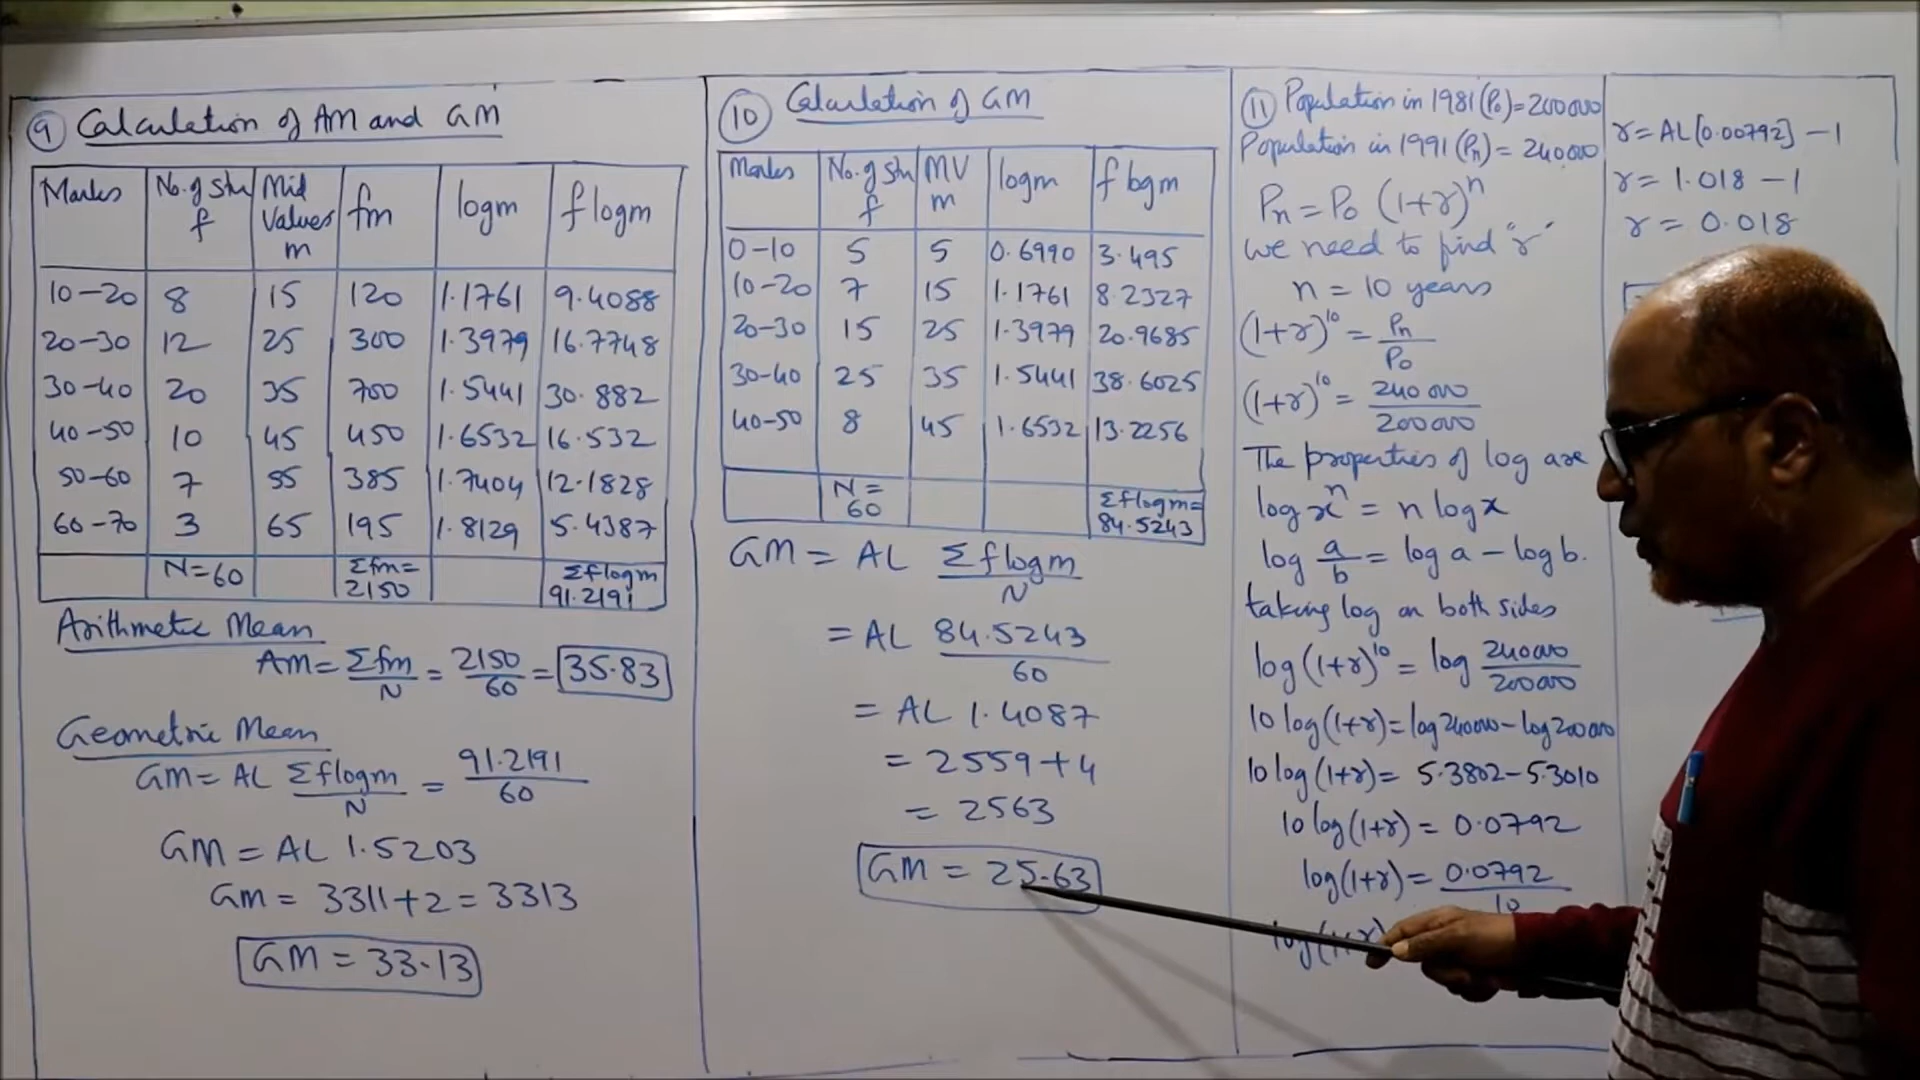 9 Calculation of AM and GM
Marks No. of Stu f Mid Values m fm logm f logm
10-20 8 15 120 1.1761 9.4088
20-30 12 25 300 1.3979 16.7748
30-40 20 35 700 1.5441 30.882
40-50 10 45 450 1.6532 16.532
50-60 7 55 385 1.7404 12.1828
60-70 3 65 195 1.8129 5.4387
N=60 Σfm= 2150 Σflogm 91.2191
Arithmetic Mean
AM= Σfm/N = 2150/60 = 35.83
Geometric Mean
GM= AL Σflogm/N = 91.2191/60
GM = AL 1.5203
GM = 3311+2 = 3313
GM = 33.13
10 Calculation of GM
Marks No. of Stu f MV m logm f logm
0-10 5 5 0.6990 3.495
10-20 7 15 1.1761 8.2327
20-30 15 25 1.3979 20.9685
30-40 25 35 1.5441 38.6025
40-50 8 45 1.6532 13.2256
N= 60 Σflogm= 84.5243
GM = AL Σflogm/N
= AL 84.5243/60
= AL 1.4087
= 2559+4
= 2563
GM = 25.63
11 Population in 1981 (P₀) = 200000
Population in 1991 (Pn) = 240000
Pn = P₀ (1+r)ⁿ
we need to find "r"
n = 10 years
(1+r)¹⁰ = Pn/P₀
(1+r)¹⁰ = 240000/200000
The properties of log are
log xⁿ = n log x
log a/b = log a - log b.
taking log on both sides
log (1+r)¹⁰ = log 240000/200000
10 log (1+r) = log 240000 - log 200000
10 log (1+r) = 5.3802 - 5.3010
10 log (1+r) = 0.0792
log (1+r) = 0.0792/10
log (1+r)
r = AL [0.00792] - 1
r = 1.018 - 1
r = 0.018